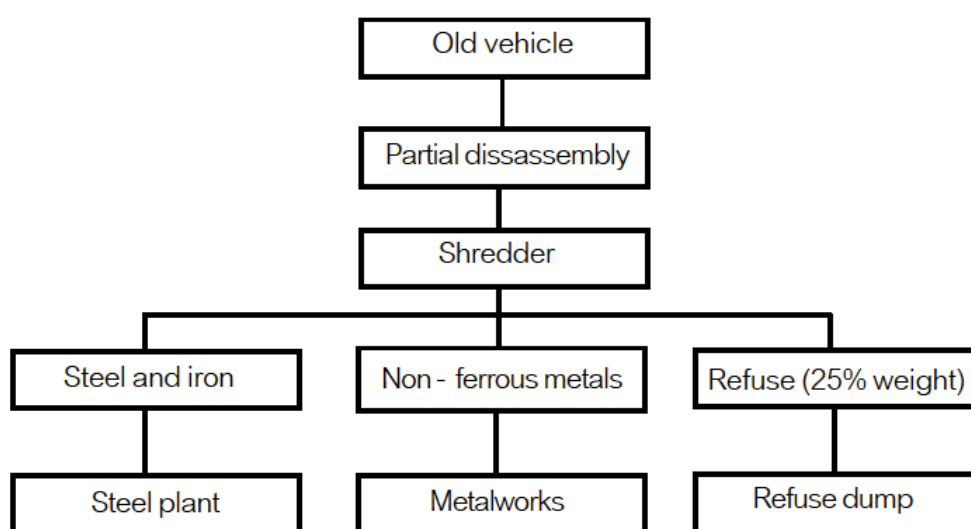 Old vehicle
Partial dissassembly
Shredder
Steel and iron
Non - ferrous metals
Refuse (25% weight)
Steel plant
Metalworks
Refuse dump